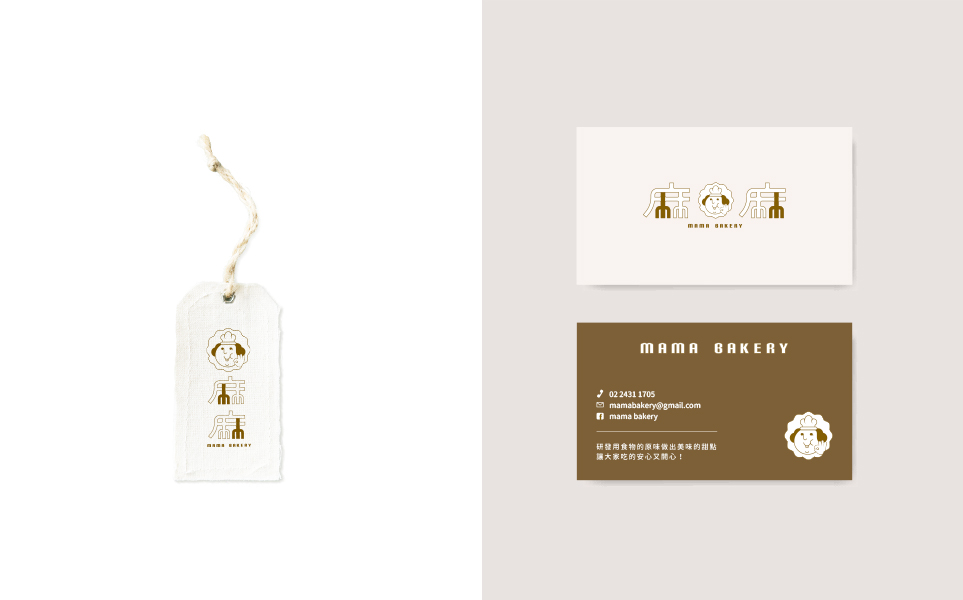 麻
麻
MAMA BAKERY
麻 麻
MAMA BAKERY
MAMA BAKERY
02 2431 1705
mamabakery@gmail.com
mama bakery
研發用食物的原味做出美味的甜點
讓大家吃的安心又開心！